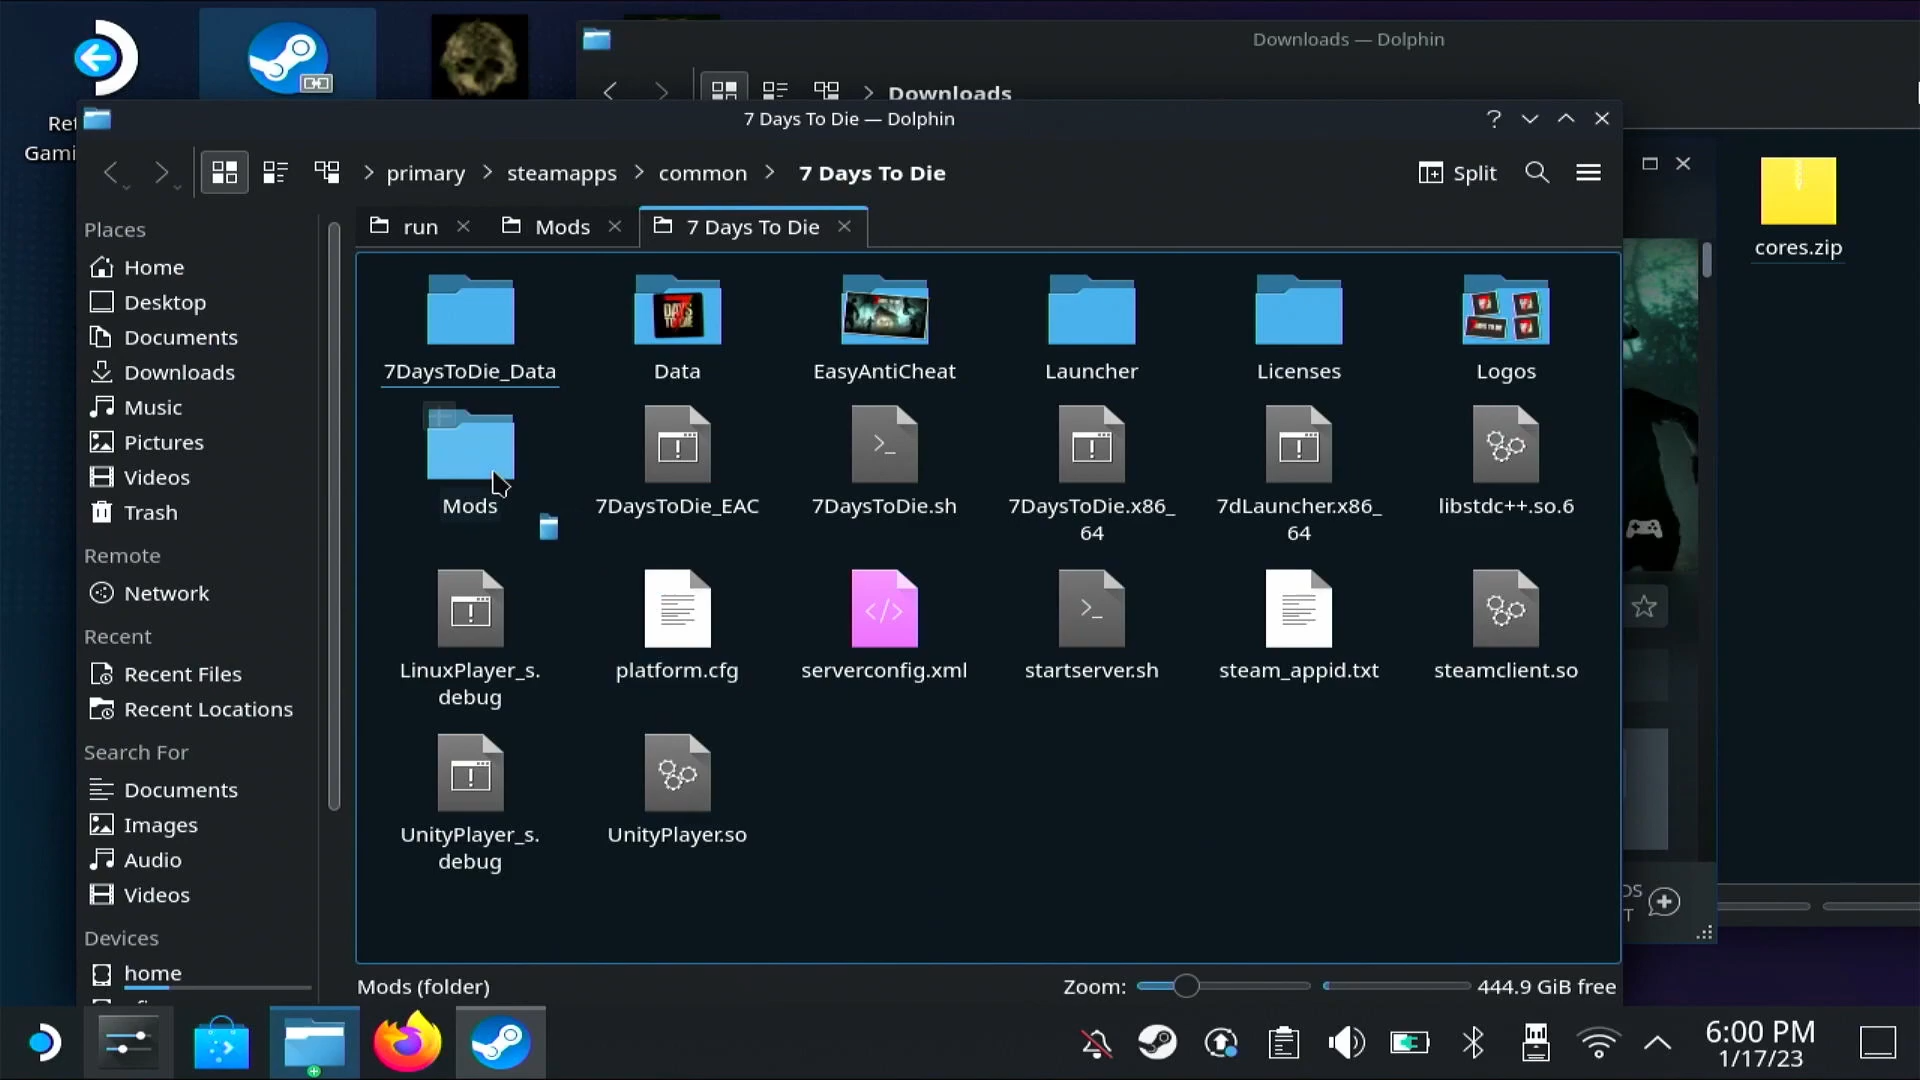 Downloads — Dolphin
Downloads
Ret
Gami
7 Days To Die — Dolphin
primary
steamapps
common
7 Days To Die
Split
run
Mods
7 Days To Die
cores.zip
Places
Home
Desktop
Documents
Downloads
Music
Pictures
Videos
Trash
Remote
Network
Recent
Recent Files
Recent Locations
Search For
Documents
Images
Audio
Videos
Devices
home
7DaysToDie_Data
Data
EasyAntiCheat
Launcher
Licenses
Logos
Mods
7DaysToDie_EAC
7DaysToDie.sh
7DaysToDie.x86_
64
7dLauncher.x86_
64
libstdc++.so.6
LinuxPlayer_s.
debug
platform.cfg
serverconfig.xml
startserver.sh
steam_appid.txt
steamclient.so
UnityPlayer_s.
debug
UnityPlayer.so
Mods (folder)
Zoom:
444.9 GiB free
6:00 PM
1/17/23